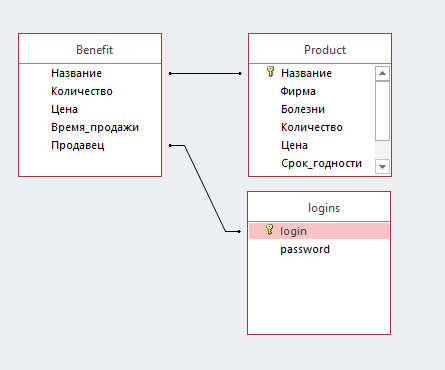 Benefit
Название
Количество
Цена
Время_продажи
Продавец
Product
Название
Фирма
Болезни
Количество
Цена
Срок_годности
logins
login
password